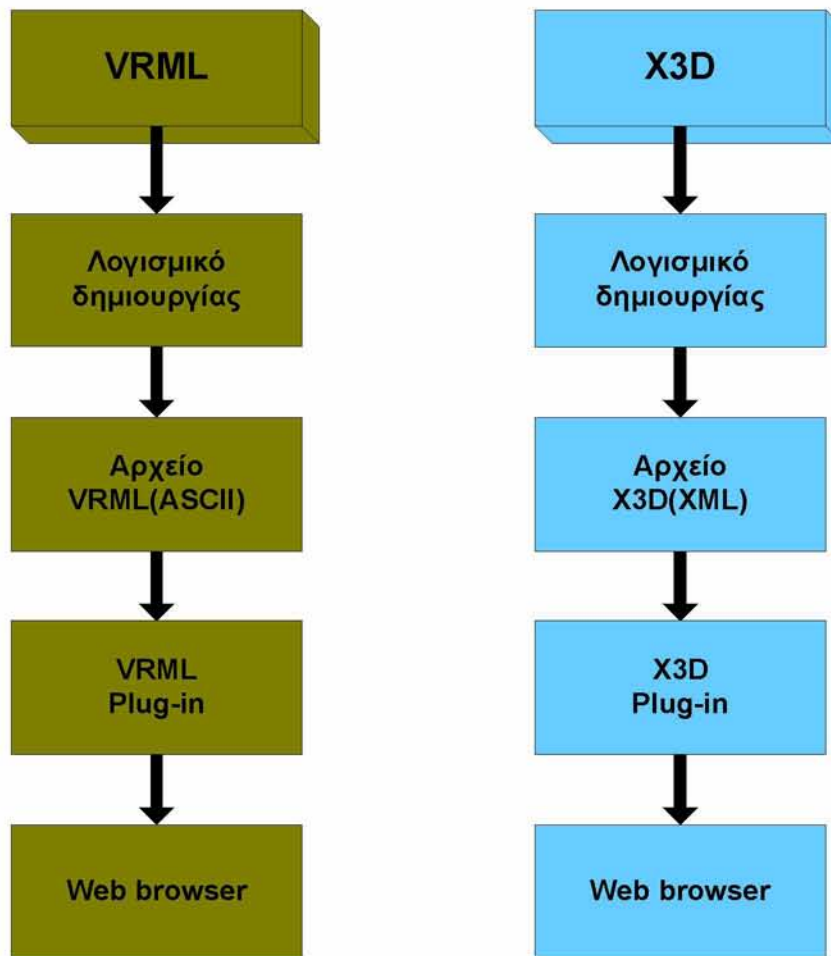 VRML
Λογισμικό
δημιουργίας
Αρχείο
VRML(ASCII)
VRML
Plug-in
Web browser
X3D
Λογισμικό
δημιουργίας
Αρχείο
X3D(XML)
X3D
Plug-in
Web browser